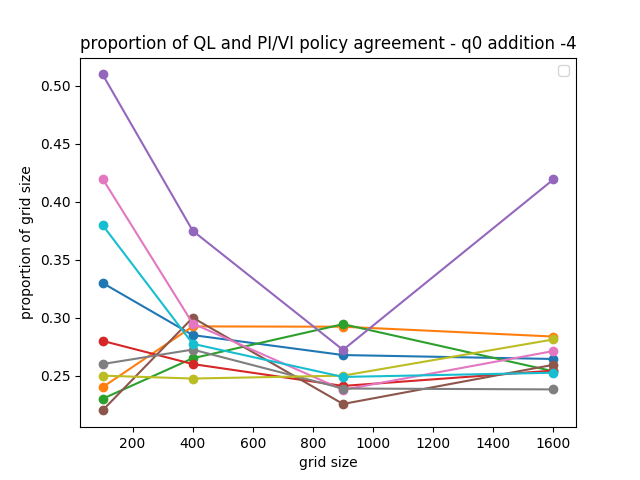 proportion of QL and PI/VI policy agreement - q0 addition -4
0.50
0.45
0.40
0.35
0.30
0.25
proportion of grid size
200 400 600 800 1000 1200 1400 1600
grid size